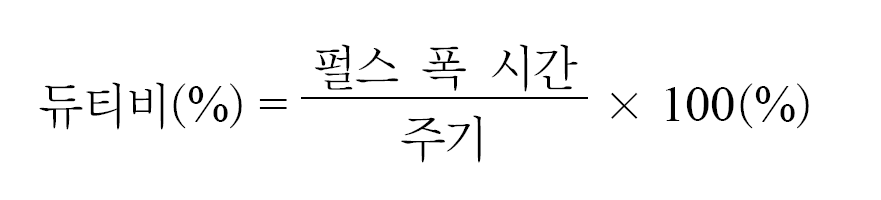 펄스 폭 시간
듀티비(%) = × 100(%)
주기